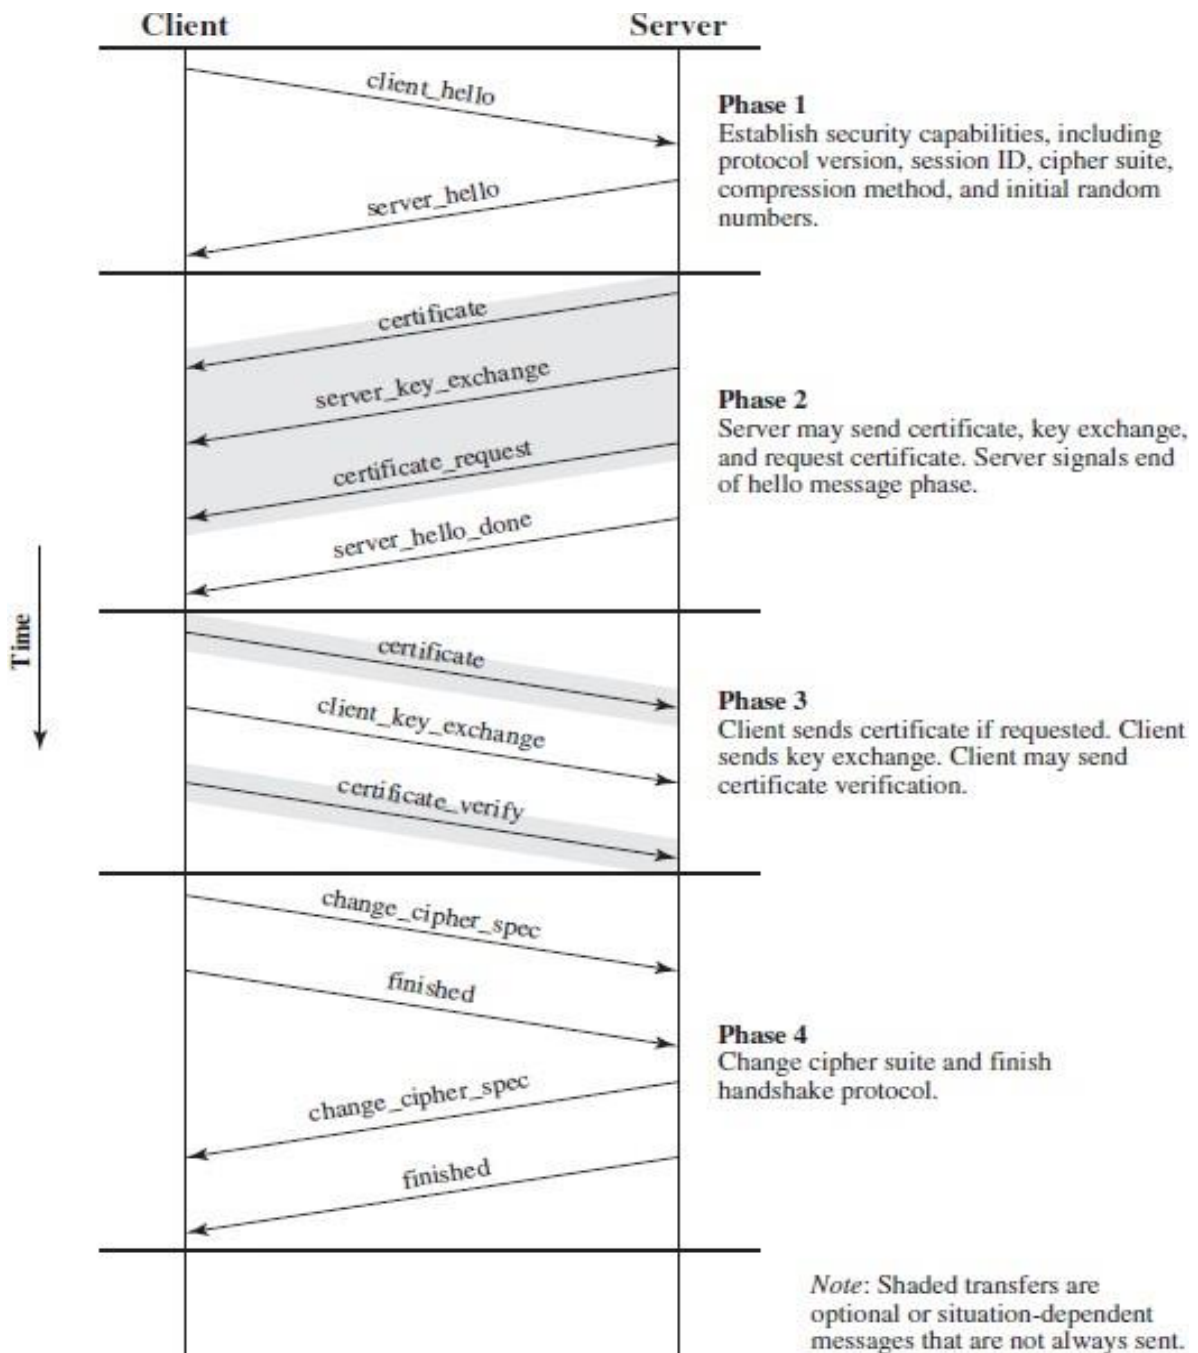 Client
Server
client_hello
Phase 1
Establish security capabilities, including
protocol version, session ID, cipher suite,
compression method, and initial random
numbers.
server_hello
certificate
server_key_exchange
Phase 2
Server may send certificate, key exchange,
and request certificate. Server signals end
of hello message phase.
certificate_request
server_hello_done
Time
certificate
client_key_exchange
Phase 3
Client sends certificate if requested. Client
sends key exchange. Client may send
certificate verification.
certificate_verify
change_cipher_spec
finished
Phase 4
Change cipher suite and finish
handshake protocol.
change_cipher_spec
finished
Note: Shaded transfers are
optional or situation-dependent
messages that are not always sent.